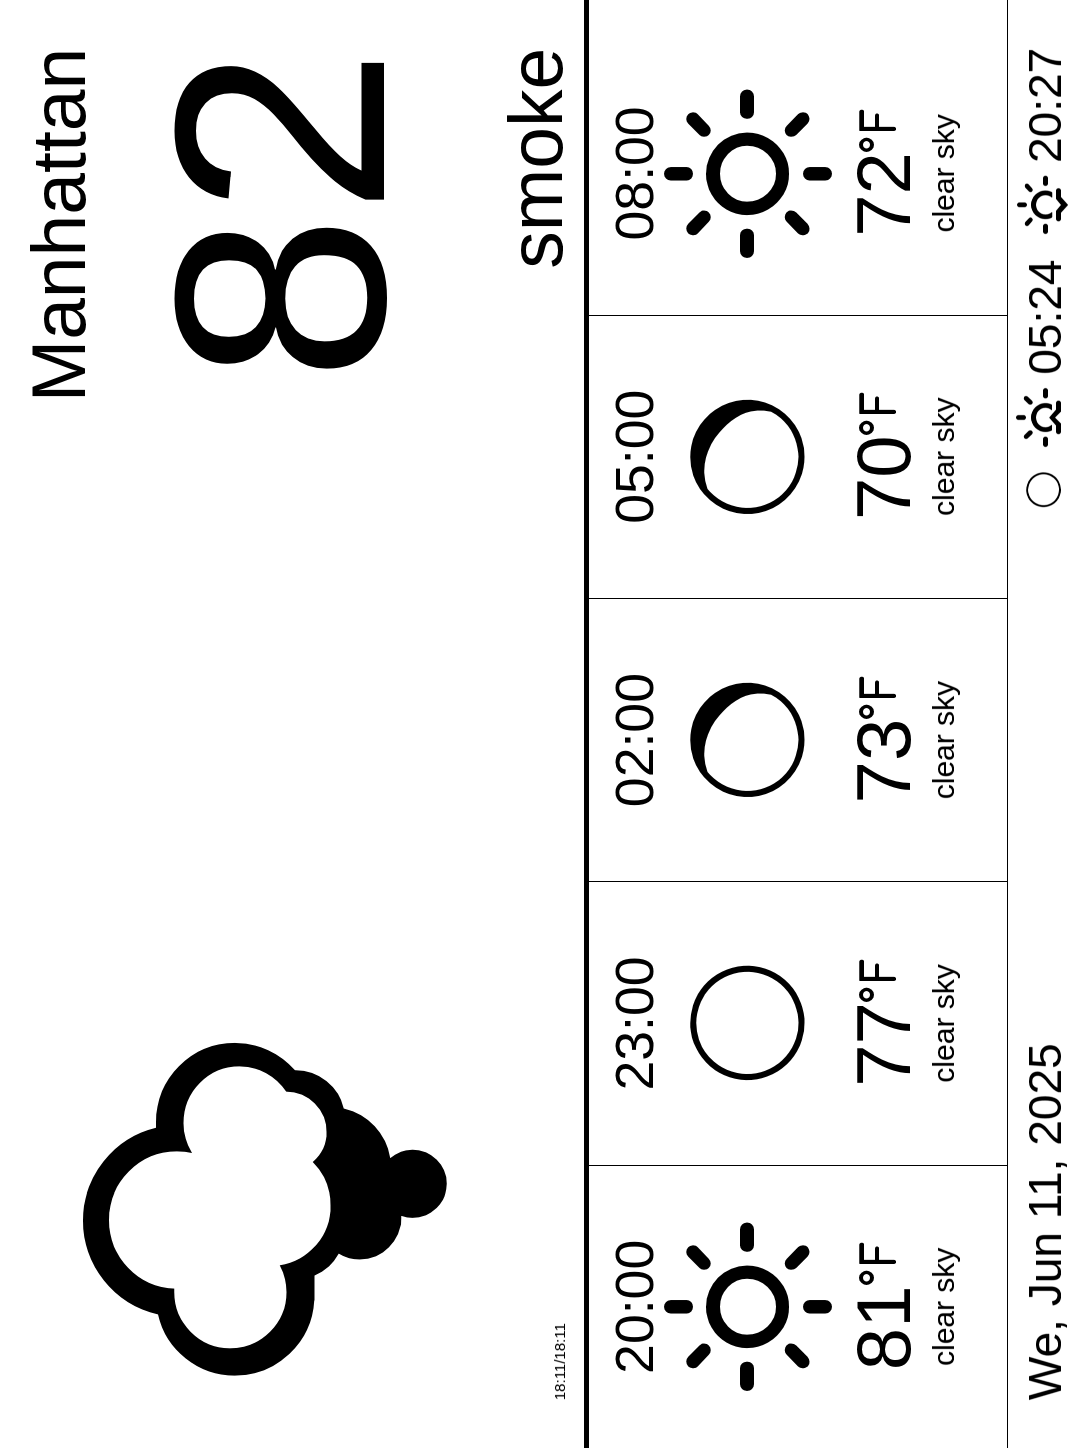 Manhattan
82
smoke
18:11/18:11
20:00
81°F
clear sky
23:00
77°F
clear sky
02:00
73°F
clear sky
05:00
70°F
clear sky
08:00
72°F
clear sky
We, Jun 11, 2025
05:24
20:27